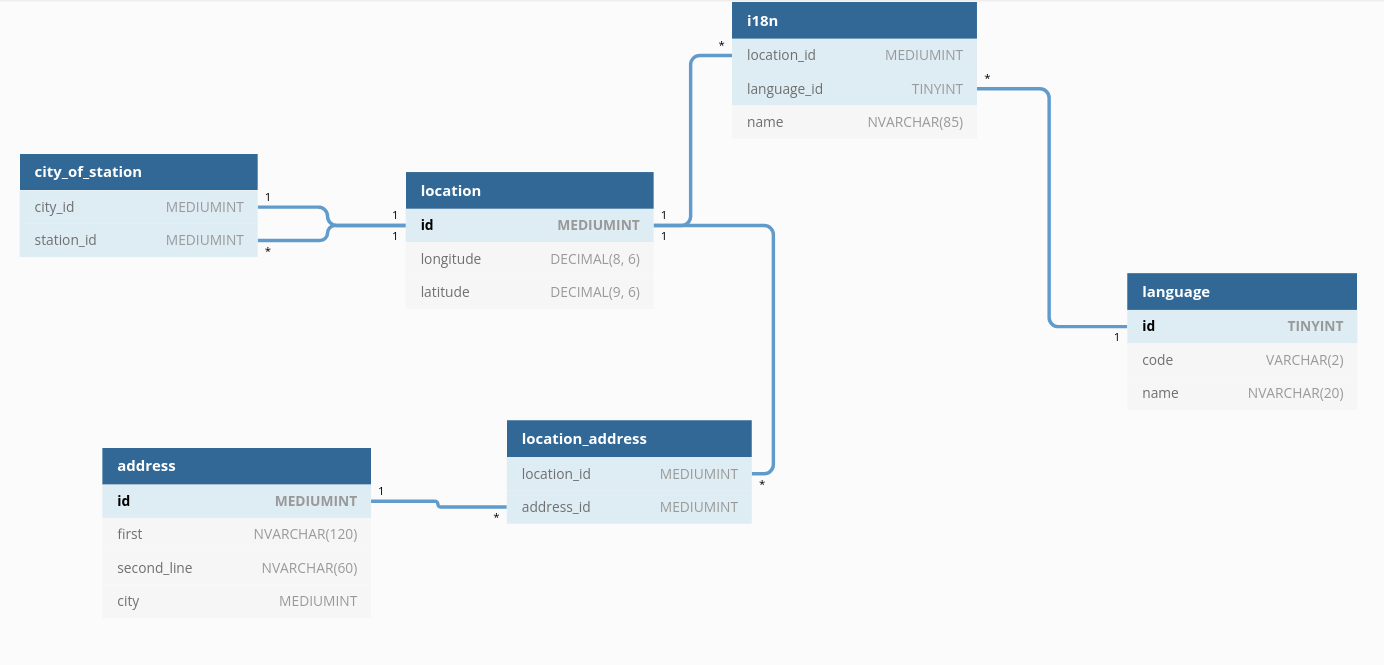 i18n
location_id MEDIUMINT
language_id TINYINT
name NVARCHAR(85)
*
*
city_of_station
city_id MEDIUMINT
station_id MEDIUMINT
1
*
location
id MEDIUMINT
longitude DECIMAL(8, 6)
latitude DECIMAL(9, 6)
1
1
1
1
language
id TINYINT
code VARCHAR(2)
name NVARCHAR(20)
1
location_address
location_id MEDIUMINT
address_id MEDIUMINT
*
*
address
id MEDIUMINT
first NVARCHAR(120)
second_line NVARCHAR(60)
city MEDIUMINT
1